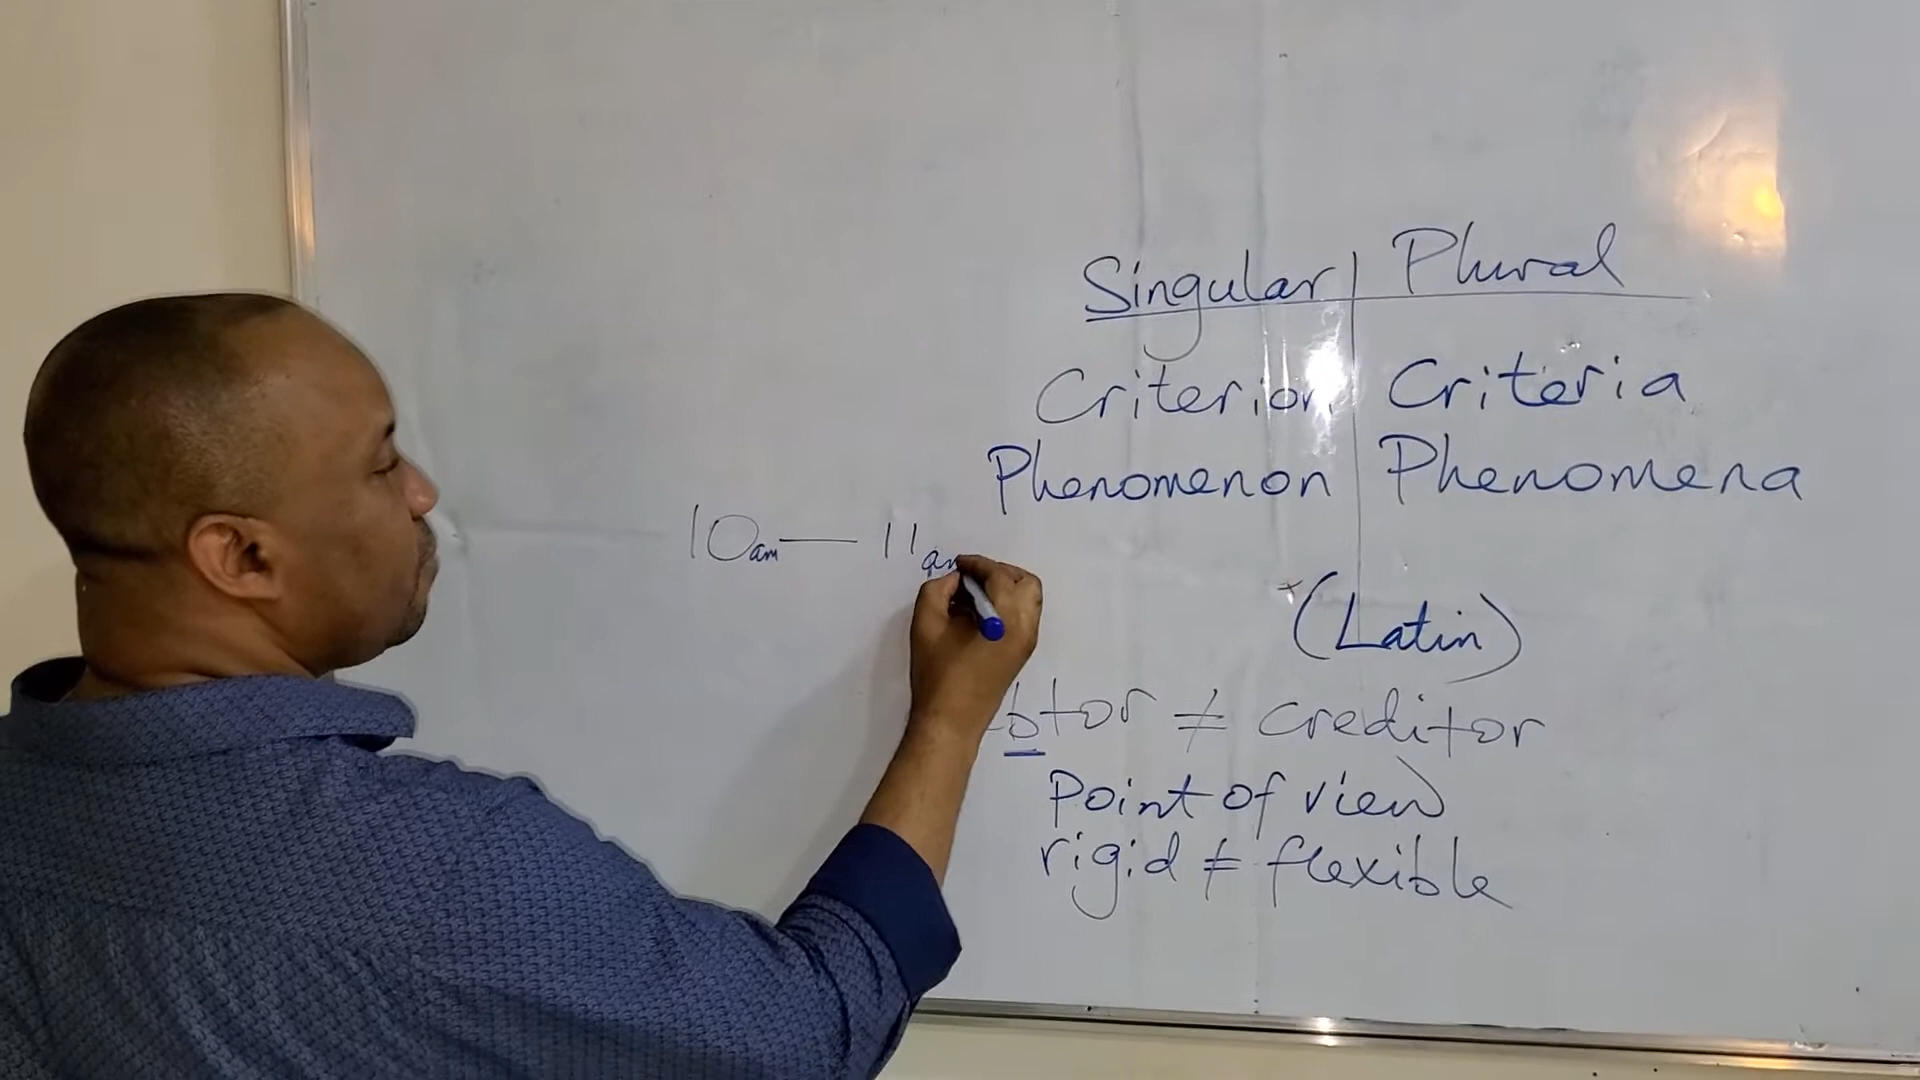 Singular Plural
Criterion Criteria
Phenomenon Phenomena
10am — 11am
(Latin)
btor ≠ creditor
Point of view
rigid ≠ flexible